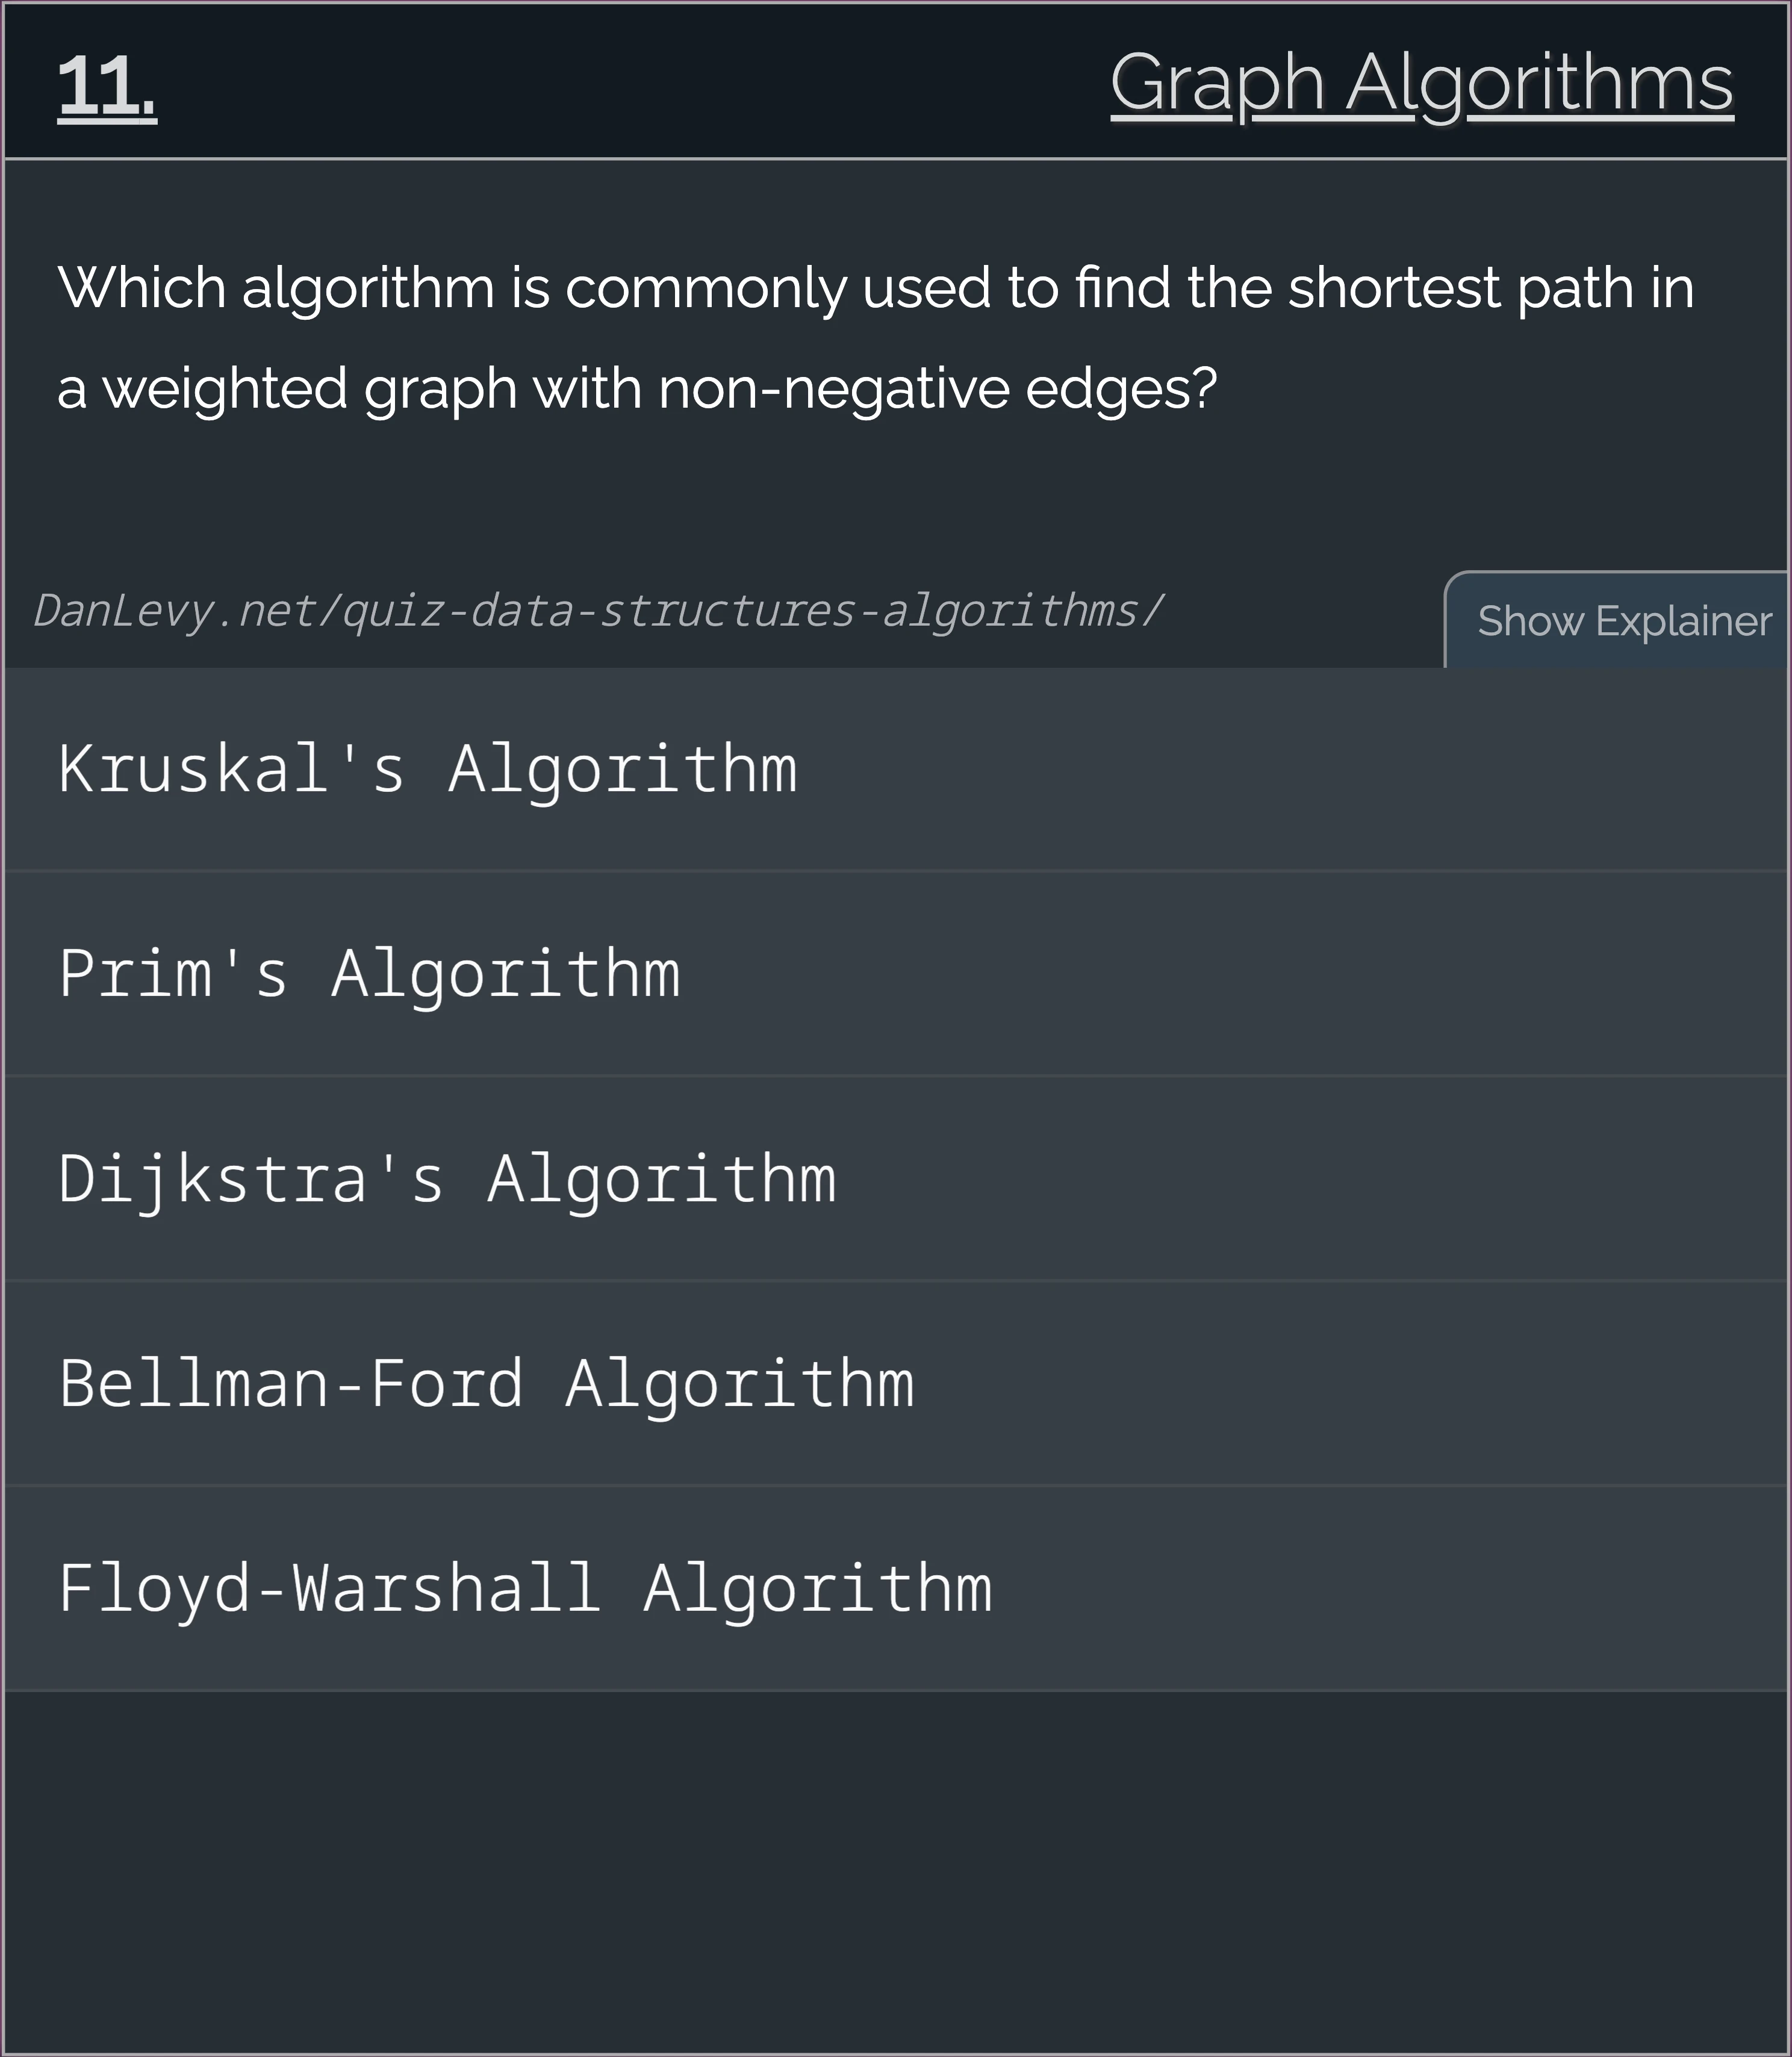 11.
Graph Algorithms
Which algorithm is commonly used to find the shortest path in
a weighted graph with non-negative edges?
DanLevy.net/quiz-data-structures-algorithms/
Show Explainer
Kruskal's Algorithm
Prim's Algorithm
Dijkstra's Algorithm
Bellman-Ford Algorithm
Floyd-Warshall Algorithm